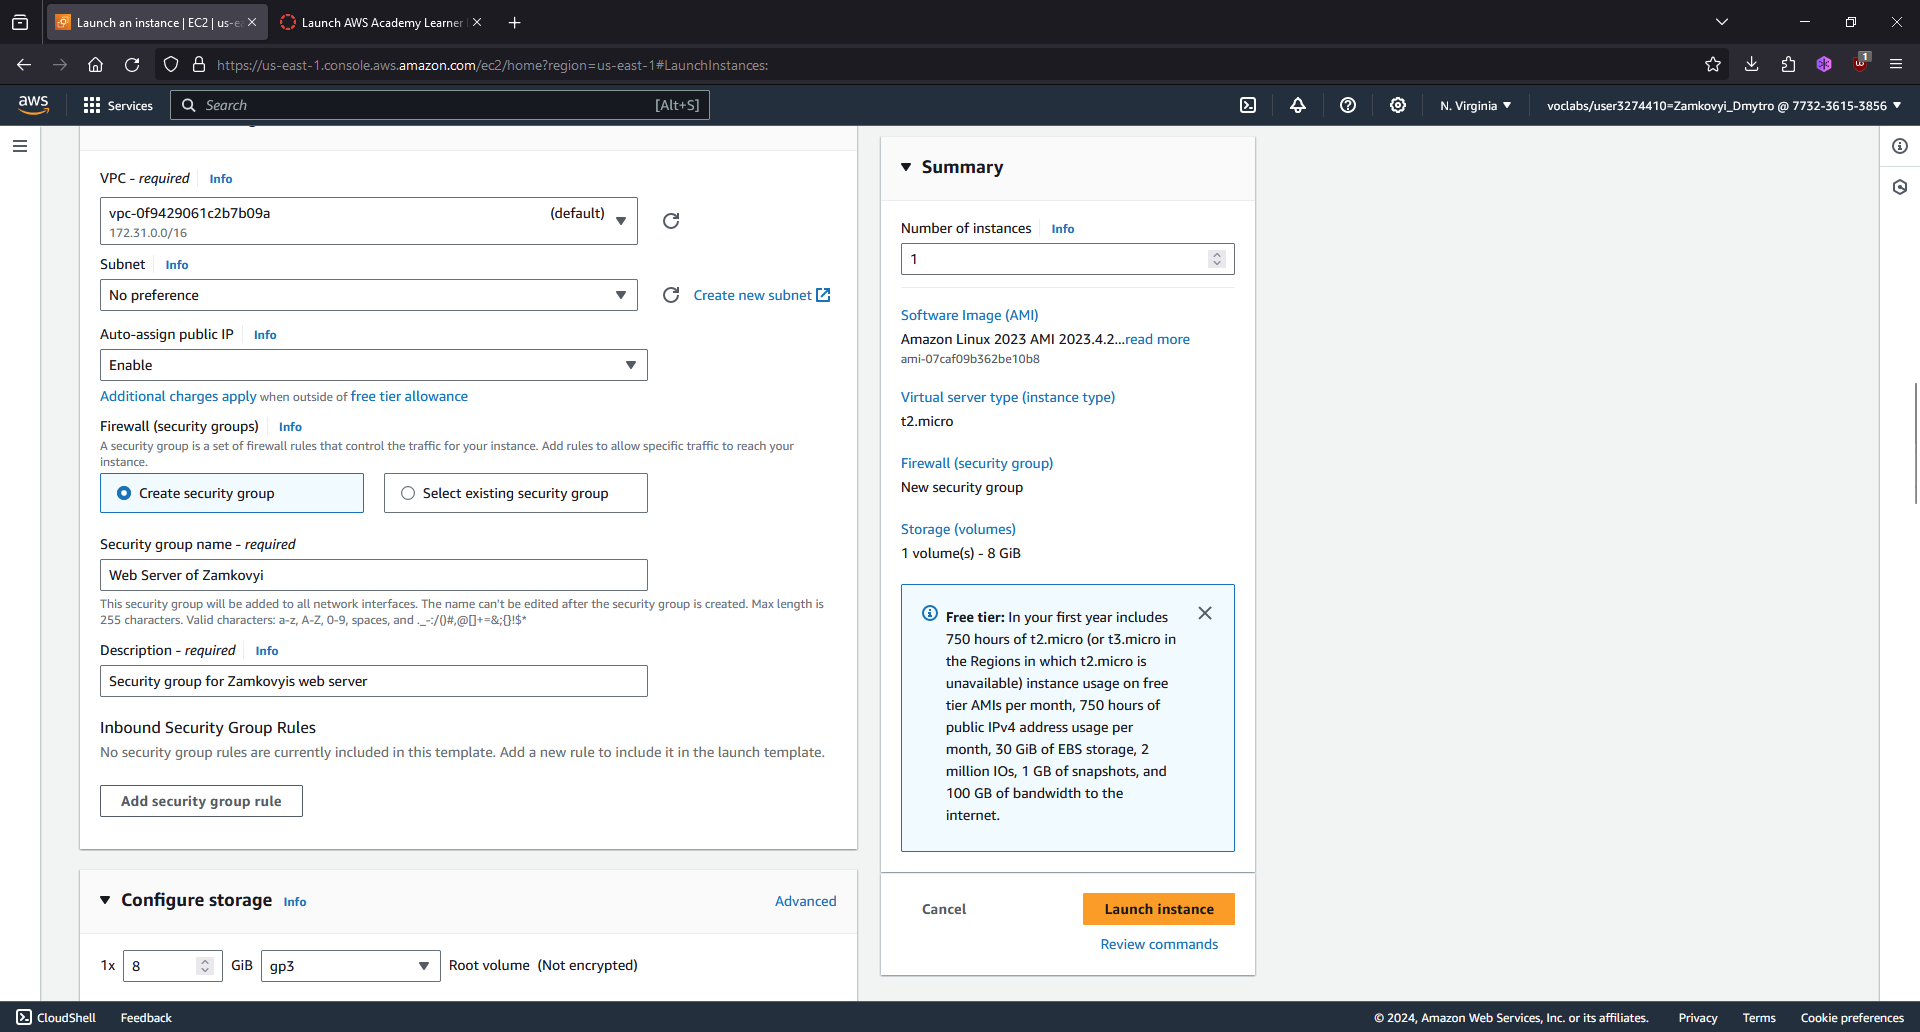 Launch an instance | EC2 | us-ea
Launch AWS Academy Learner
https://us-east-1.console.aws.amazon.com/ec2/home?region=us-east-1#LaunchInstances:
1
aws
Services
Search
[Alt+S]
N. Virginia
voclabs/user3274410=Zamkovyi_Dmytro @ 7732-3615-3856
VPC - required
Info
vpc-0f9429061c2b7b09a
(default)
172.31.0.0/16
Subnet
Info
No preference
Create new subnet
Auto-assign public IP
Info
Enable
Additional charges apply when outside of free tier allowance
Firewall (security groups)
Info
A security group is a set of firewall rules that control the traffic for your instance. Add rules to allow specific traffic to reach your
instance.
Create security group
Select existing security group
Security group name - required
Web Server of Zamkovyi
This security group will be added to all network interfaces. The name can't be edited after the security group is created. Max length is
255 characters. Valid characters: a-z, A-Z, 0-9, spaces, and ._-:/()#,@[]+=&;{}!$*
Description - required
Info
Security group for Zamkovyis web server
Inbound Security Group Rules
No security group rules are currently included in this template. Add a new rule to include it in the launch template.
Add security group rule
Configure storage
Info
Advanced
1x
8
GiB
gp3
Root volume (Not encrypted)
Summary
Number of instances
Info
1
Software Image (AMI)
Amazon Linux 2023 AMI 2023.4.2...read more
ami-07caf09b362be10b8
Virtual server type (instance type)
t2.micro
Firewall (security group)
New security group
Storage (volumes)
1 volume(s) - 8 GiB
Free tier: In your first year includes
750 hours of t2.micro (or t3.micro in
the Regions in which t2.micro is
unavailable) instance usage on free
tier AMIs per month, 750 hours of
public IPv4 address usage per
month, 30 GiB of EBS storage, 2
million IOs, 1 GB of snapshots, and
100 GB of bandwidth to the
internet.
Cancel
Launch instance
Review commands
CloudShell
Feedback
© 2024, Amazon Web Services, Inc. or its affiliates.
Privacy
Terms
Cookie preferences